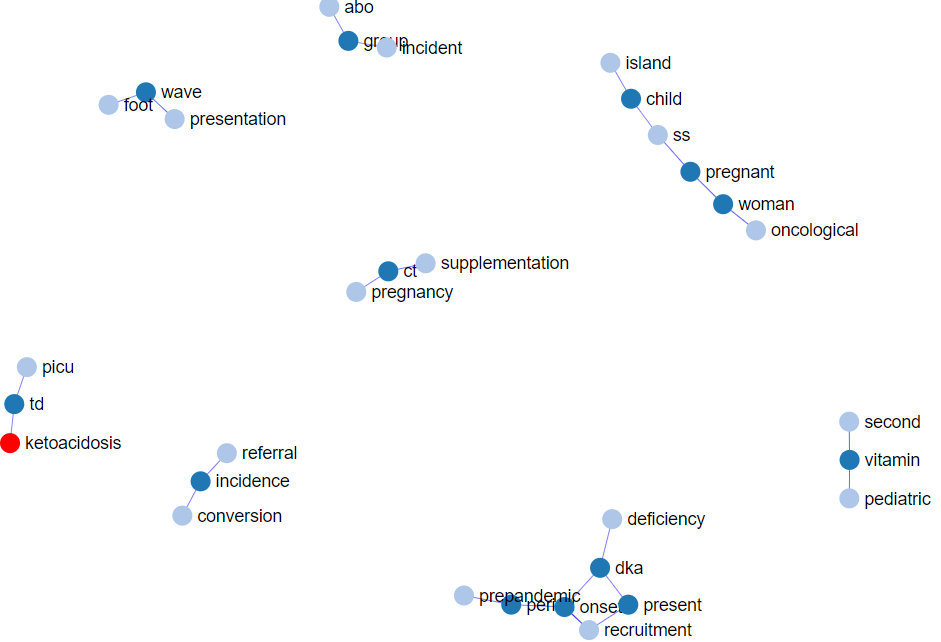 abo
group
incident
island
wave
child
foot
presentation
ss
pregnant
woman
oncological
supplementation
ct
pregnancy
picu
td
second
ketoacidosis
referral
vitamin
incidence
pediatric
conversion
deficiency
dka
prepandemic
onset
present
recruitment